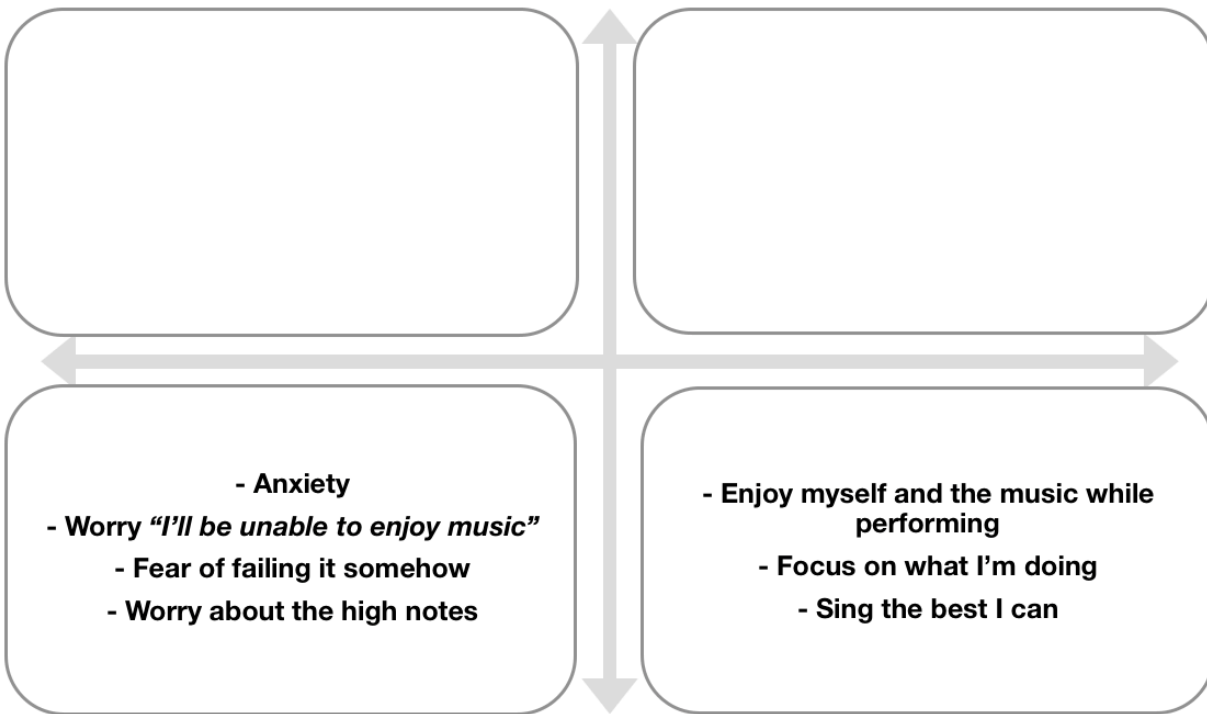 - Anxiety
- Worry “I’ll be unable to enjoy music”
- Fear of failing it somehow
- Worry about the high notes
- Enjoy myself and the music while
performing
- Focus on what I’m doing
- Sing the best I can